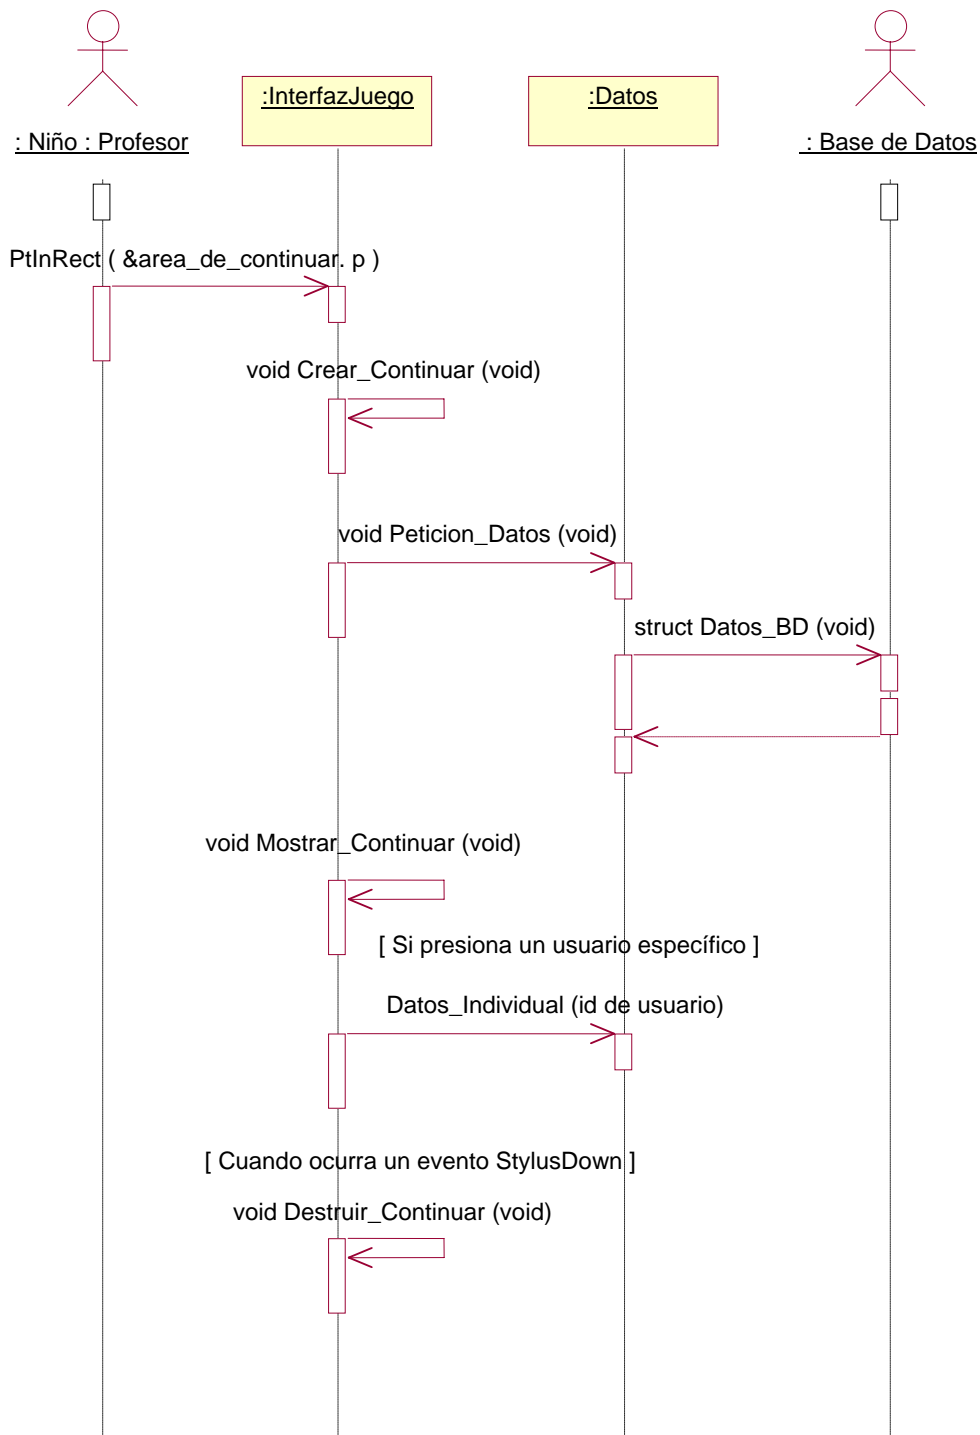 :InterfazJuego
:Datos
: Niño : Profesor
: Base de Datos
PtInRect ( &area_de_continuar. p )
void Crear_Continuar (void)
void Peticion_Datos (void)
struct Datos_BD (void)
void Mostrar_Continuar (void)
[ Si presiona un usuario específico ]
Datos_Individual (id de usuario)
[ Cuando ocurra un evento StylusDown ]
void Destruir_Continuar (void)